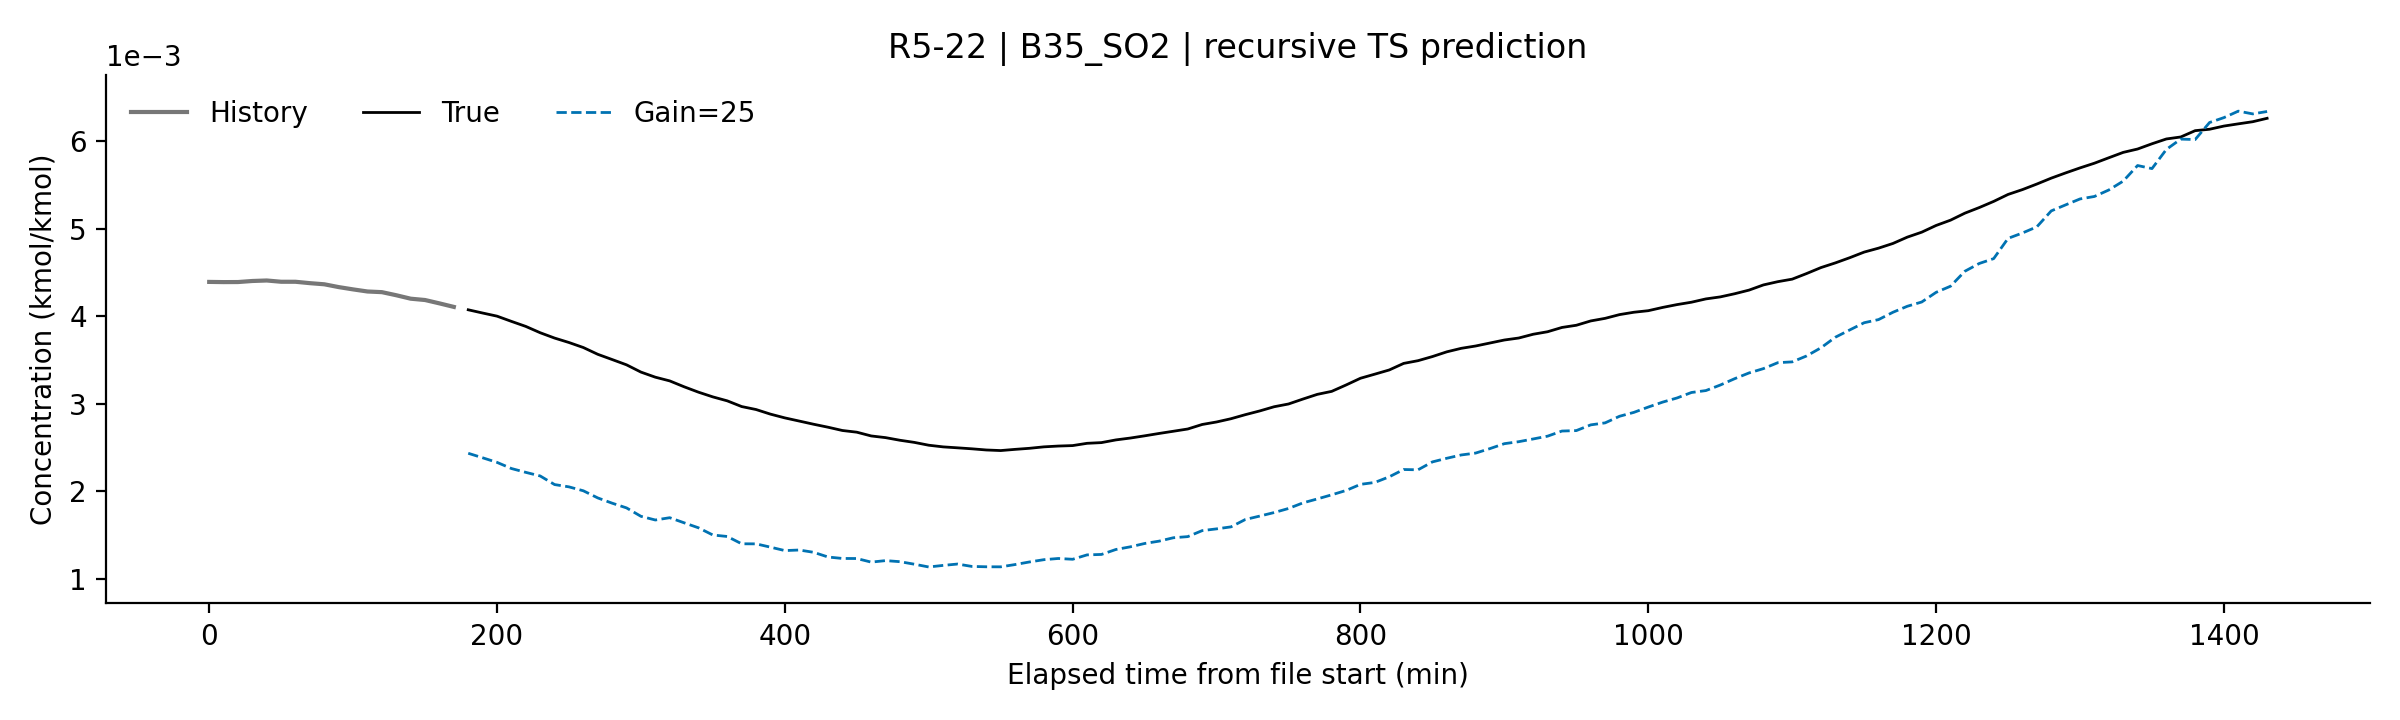 R5-22 | B35_SO2 | recursive TS prediction
1e−3
History True Gain=25
Concentration (kmol/kmol)
6
5
4
3
2
1
0 200 400 600 800 1000 1200 1400
Elapsed time from file start (min)